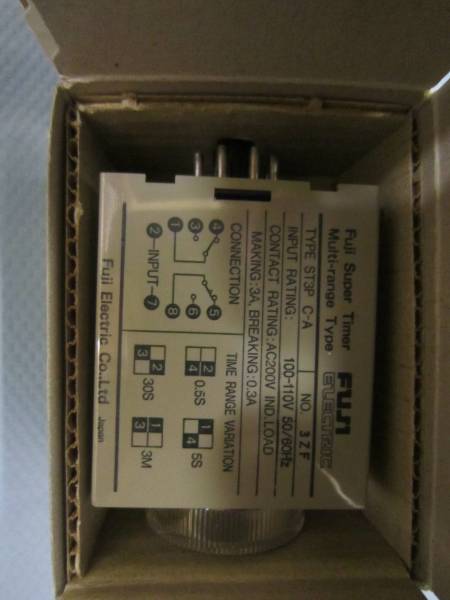 Fuji Super Timer
Multi-range Type
FUJI
ELECTRIC
TYPE ST3P C-A NO. 3ZF
INPUT RATING: 100-110V 50/60Hz
CONTACT RATING:AC200V IND.LOAD
MAKING:3A, BREAKING:0.3A
CONNECTION
4 5
3 6
1 8
2-INPUT-7
TIME RANGE VARIATION
2 4 0.5S
1 4 5S
2 3 30S
1 3 3M
Fuji Electric Co.,Ltd Japan